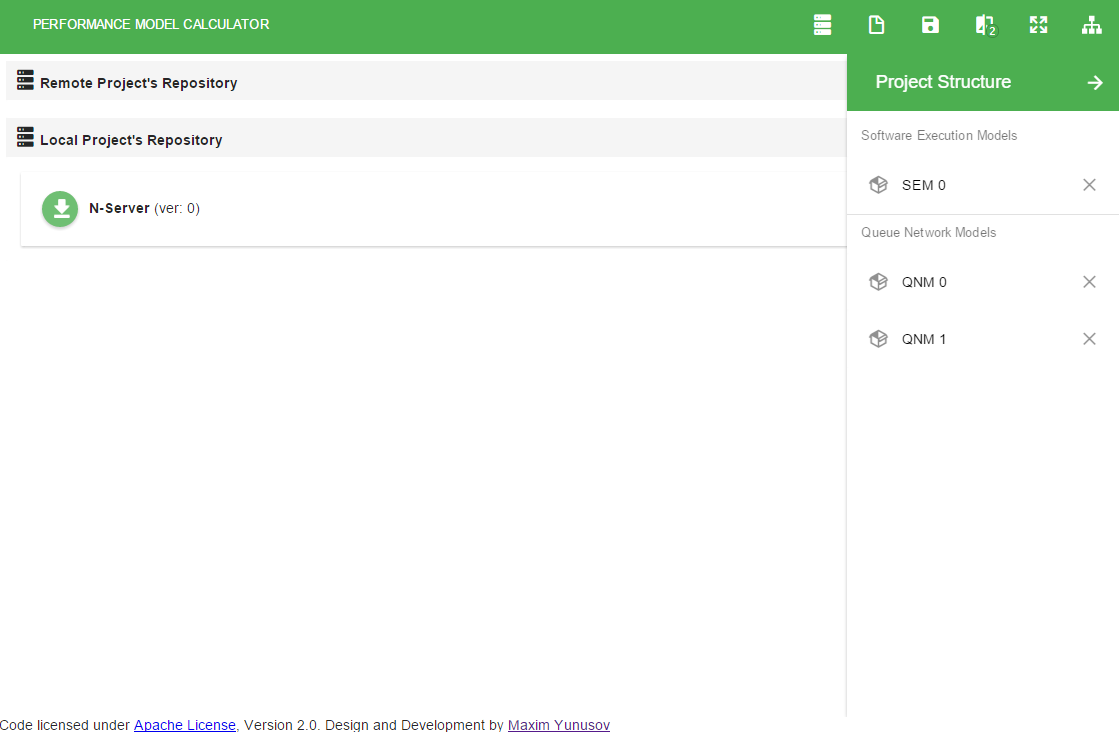 PERFORMANCE MODEL CALCULATOR
2
Remote Project's Repository
Local Project's Repository
N-Server (ver: 0)
Project Structure
Software Execution Models
SEM 0
Queue Network Models
QNM 0
QNM 1
Code licensed under Apache License, Version 2.0. Design and Development by Maxim Yunusov